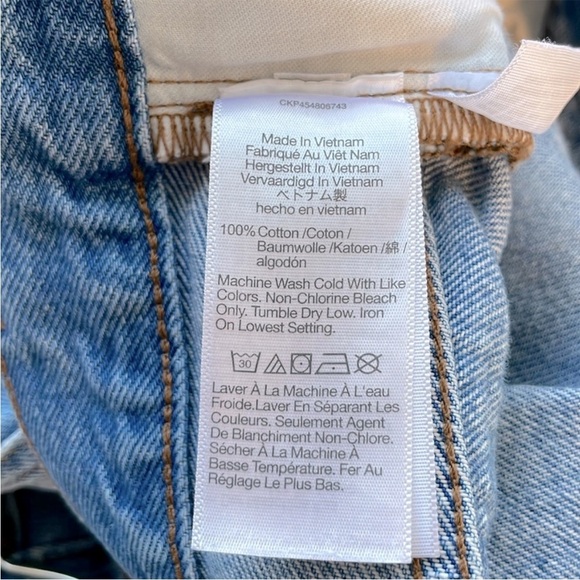 CKP454806743
Made In Vietnam
Fabriqué Au Viêt Nam
Hergestellt In Vietnam
Vervaardigd In Vietnam
ベトナム製
hecho en vietnam
100% Cotton /Coton /
Baumwolle /Katoen /綿 /
algodón
Machine Wash Cold With Like
Colors. Non-Chlorine Bleach
Only. Tumble Dry Low. Iron
On Lowest Setting.
30
Laver À La Machine À L'eau
Froide.Laver En Séparant Les
Couleurs. Seulement Agent
De Blanchiment Non-Chlore.
Sécher À La Machine À
Basse Température. Fer Au
Réglage Le Plus Bas.